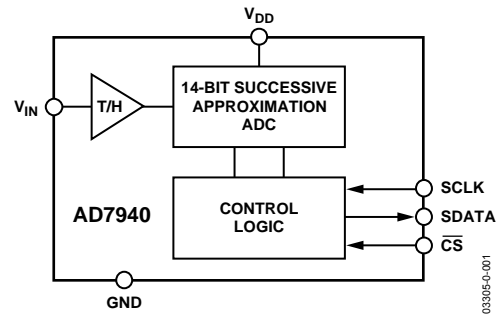 VDD
14-BIT SUCCESSIVE
APPROXIMATION
ADC
T/H
VIN
SCLK
CONTROL
LOGIC
SDATA
AD7940
CS
GND
03305-0-001